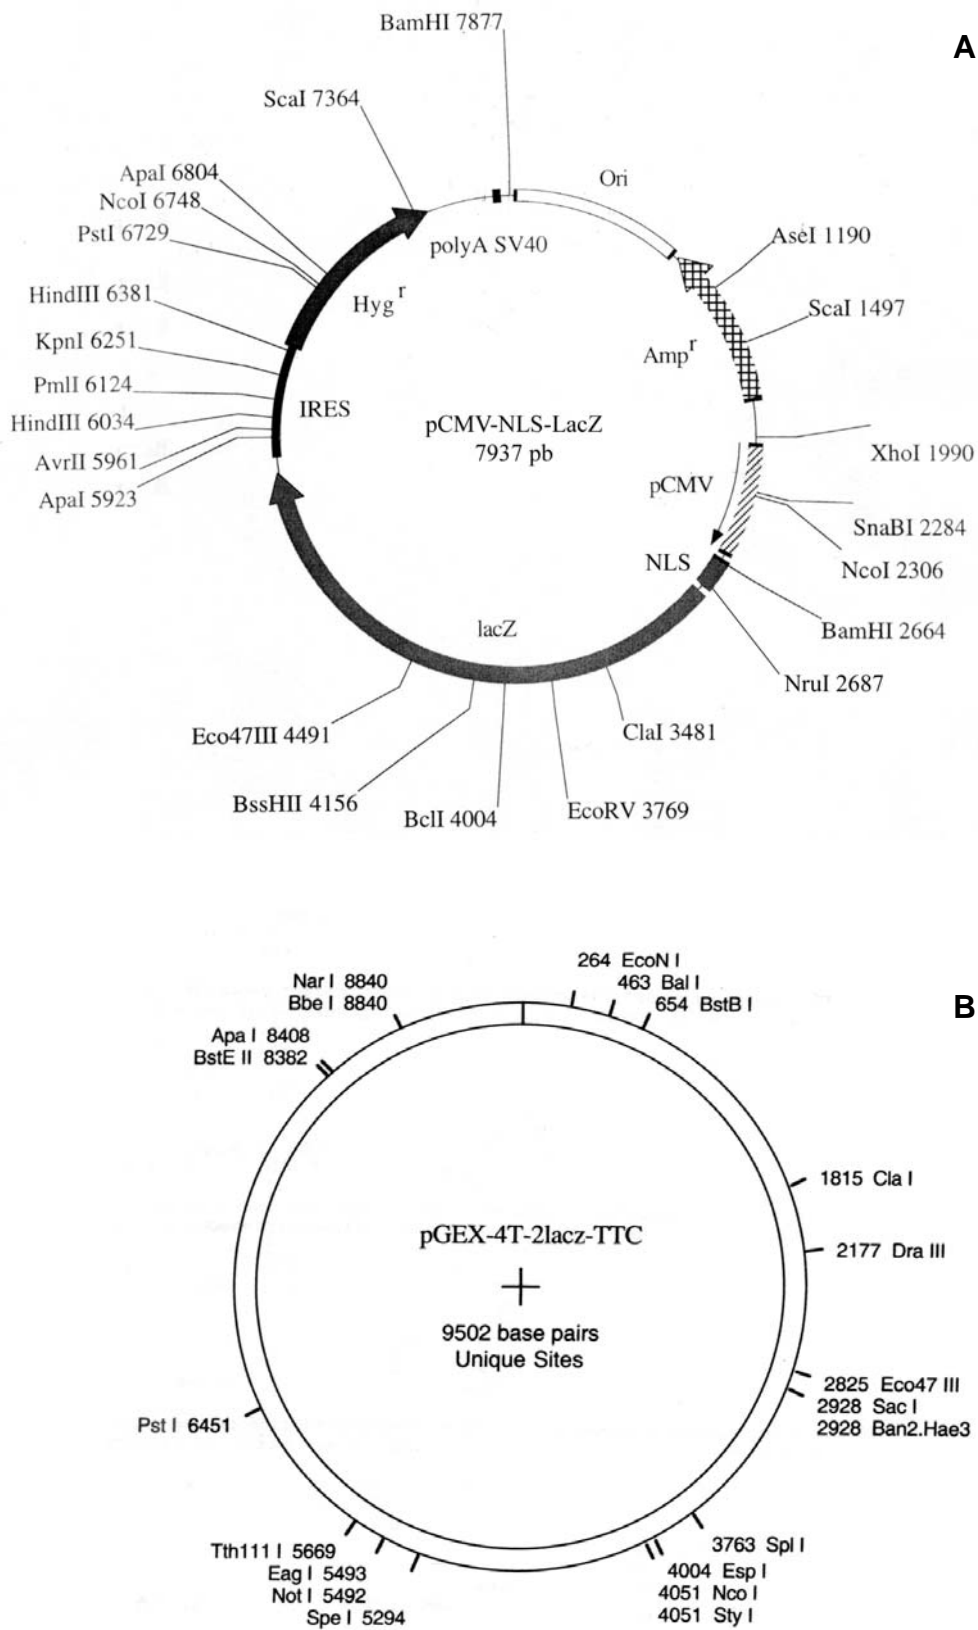 A
BamHI 7877
ScaI 7364
Ori
ApaI 6804
NcoI 6748
PstI 6729
polyA SV40
AseI 1190
HindIII 6381
Hyg r
ScaI 1497
KpnI 6251
Amp r
PmlI 6124
IRES
HindIII 6034
pCMV-NLS-LacZ
7937 pb
AvrII 5961
XhoI 1990
ApaI 5923
pCMV
SnaBI 2284
NLS
NcoI 2306
lacZ
BamHI 2664
NruI 2687
Eco47III 4491
ClaI 3481
BssHII 4156
BclI 4004
EcoRV 3769
B
264 EcoN I
Nar I 8840
463 Bal I
Bbe I 8840
654 BstB I
Apa I 8408
BstE II 8382
1815 Cla I
pGEX-4T-2lacz-TTC
2177 Dra III
9502 base pairs
Unique Sites
2825 Eco47 III
2928 Sac I
2928 Ban2.Hae3
Pst I 6451
3763 Spl I
Tth111 I 5669
4004 Esp I
Eag I 5493
4051 Nco I
Not I 5492
4051 Sty I
Spe I 5294